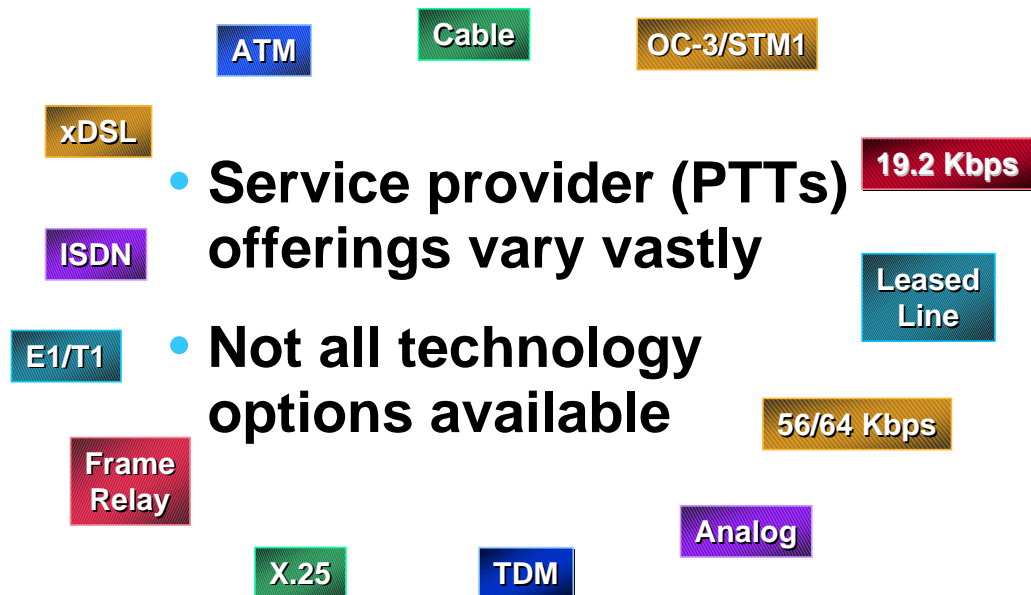 Cable
ATM
OC-3/STM1
xDSL
19.2 Kbps
• Service provider (PTTs)
offerings vary vastly
ISDN
Leased
Line
E1/T1
• Not all technology
options available
56/64 Kbps
Frame
Relay
Analog
X.25
TDM